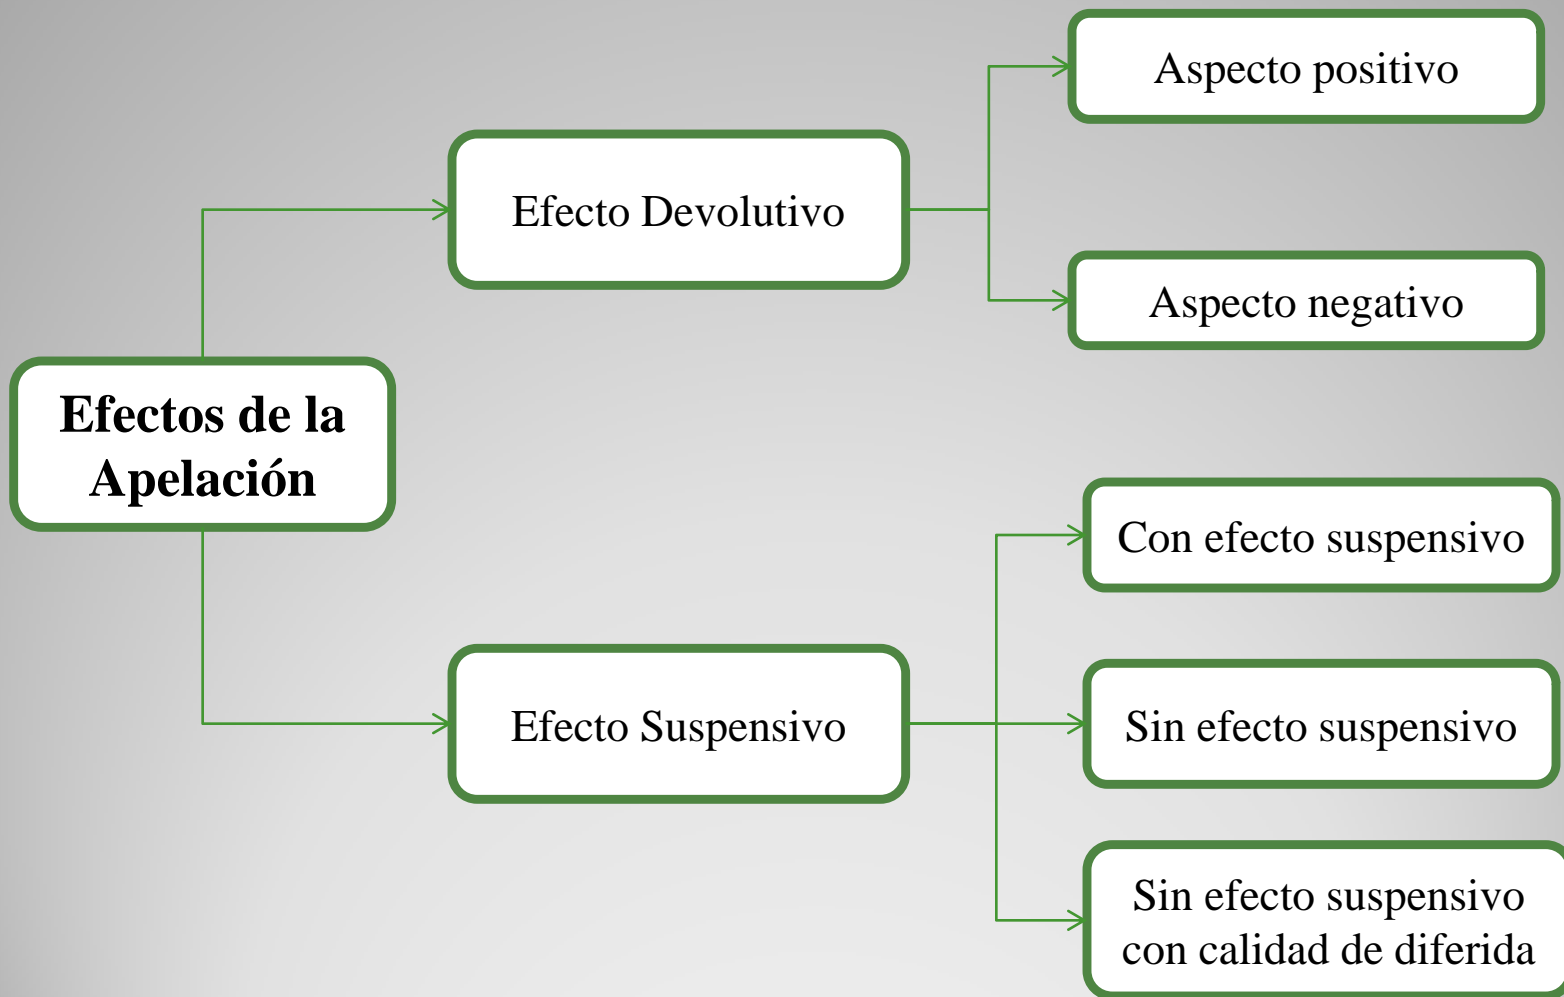 Efectos de la
Apelación
Efecto Devolutivo
Aspecto positivo
Aspecto negativo
Efecto Suspensivo
Con efecto suspensivo
Sin efecto suspensivo
Sin efecto suspensivo
con calidad de diferida